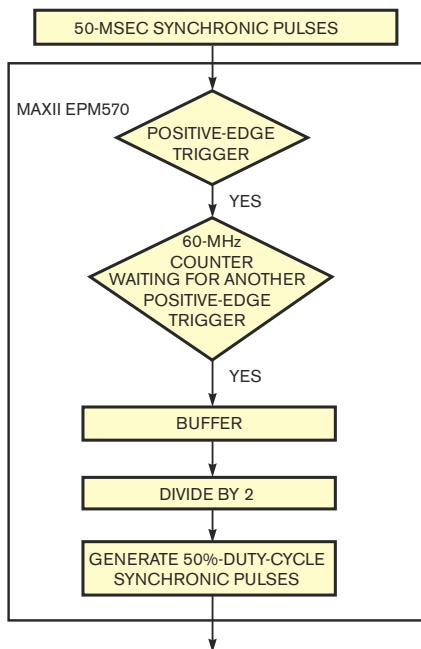 50-MSEC SYNCHRONIC PULSES
MAXII EPM570
POSITIVE-EDGE
TRIGGER
YES
60-MHz
COUNTER
WAITING FOR ANOTHER
POSITIVE-EDGE
TRIGGER
YES
BUFFER
DIVIDE BY 2
GENERATE 50%-DUTY-CYCLE
SYNCHRONIC PULSES